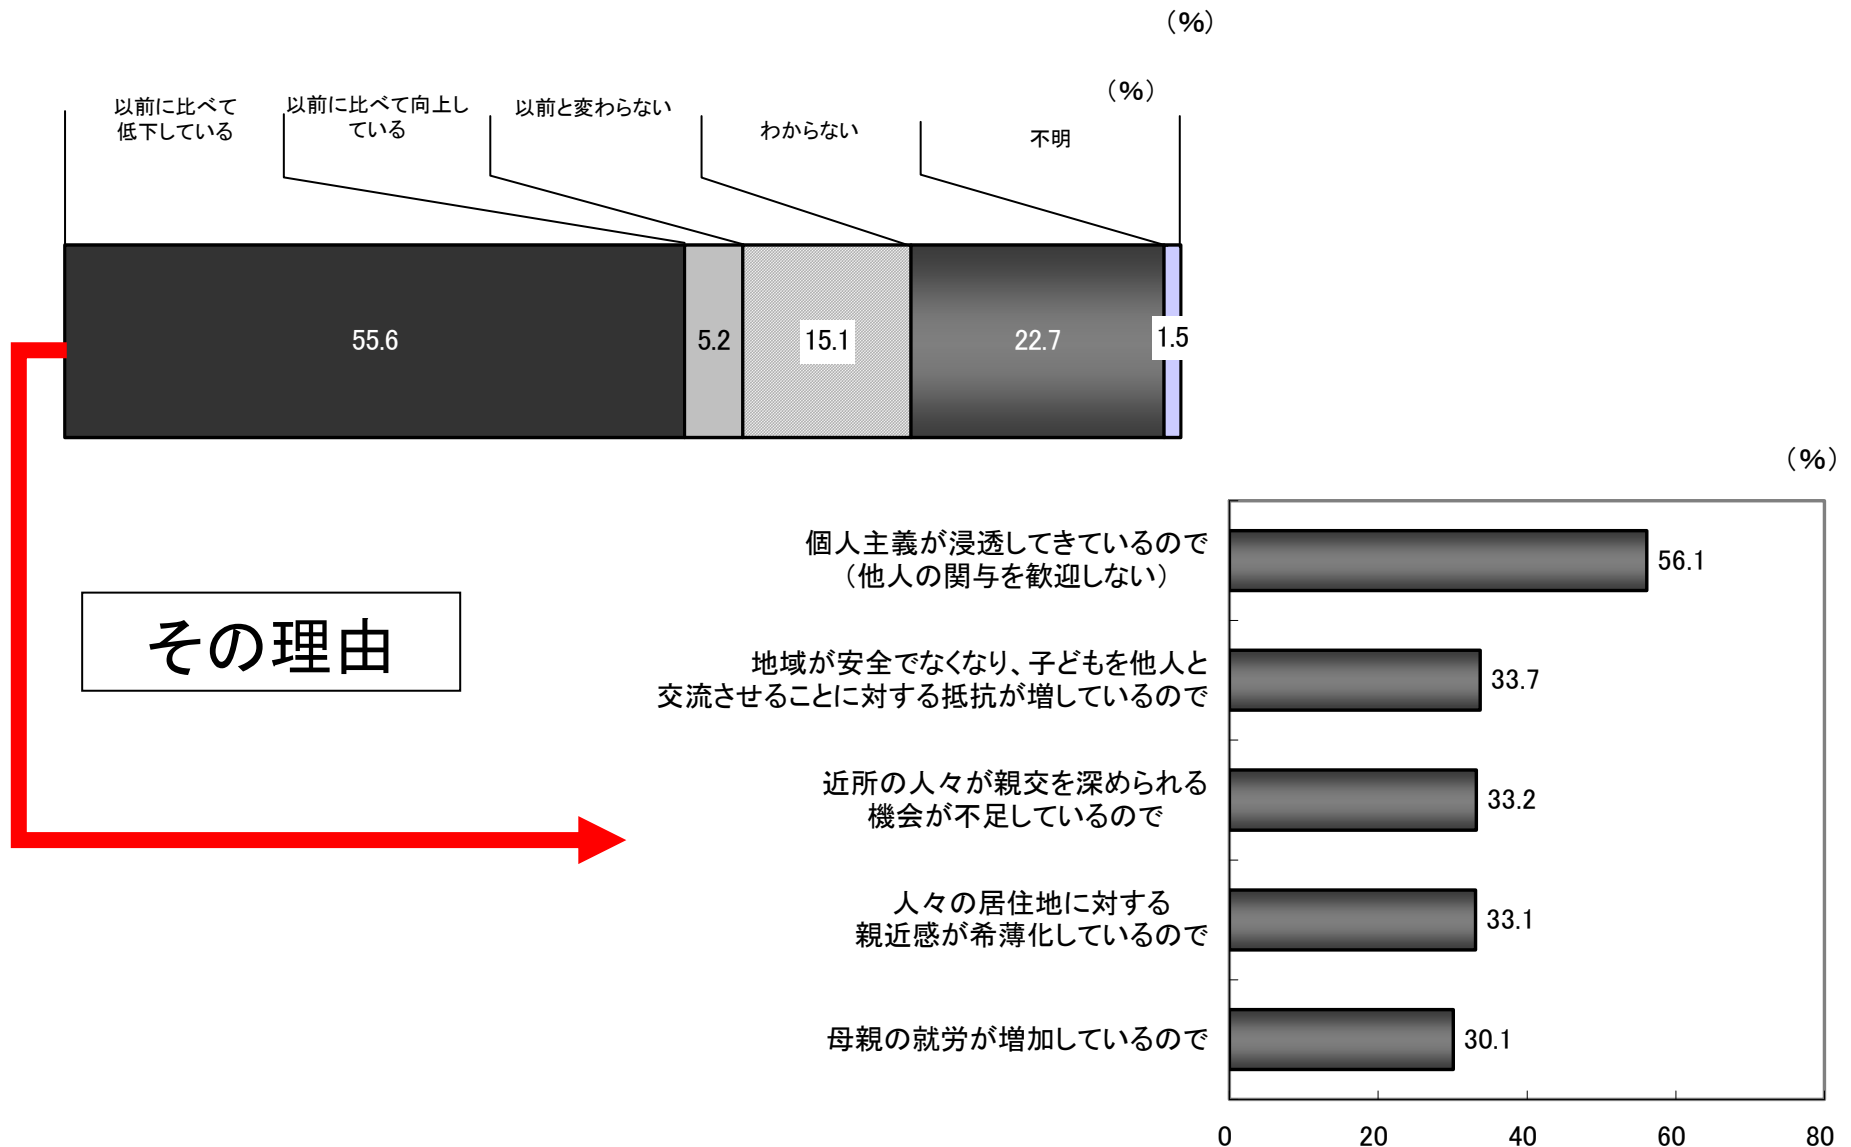 （%）
（%）
以前に比べて
低下している
以前に比べて向上し
ている
以前と変わらない
わからない
不明
55.6
5.2
15.1
22.7
1.5
その理由
（%）
個人主義が浸透してきているので
（他人の関与を歓迎しない）
56.1
地域が安全でなくなり、子どもを他人と
交流させることに対する抵抗が増しているので
33.7
近所の人々が親交を深められる
機会が不足しているので
33.2
人々の居住地に対する
親近感が希薄化しているので
33.1
母親の就労が増加しているので
30.1
0 20 40 60 80